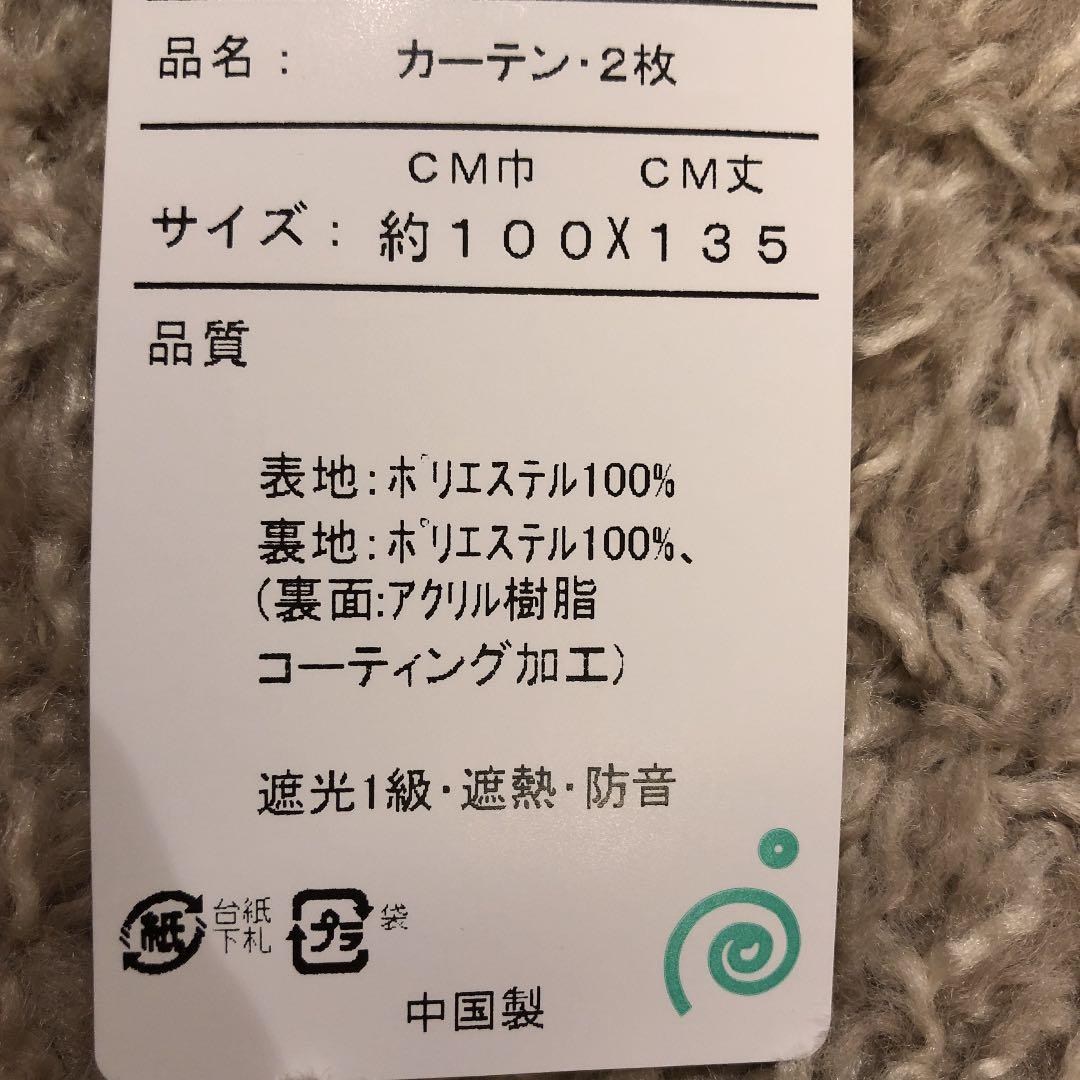 品名： カーテン・２枚
ＣＭ巾 ＣＭ丈
サイズ： 約１００Ｘ１３５
品質
表地：ﾎﾟﾘｴｽﾃﾙ100%
裏地：ﾎﾟﾘｴｽﾃﾙ100%、
（裏面：ｱｸﾘﾙ樹脂
コーティング加工）
遮光1級・遮熱・防音
紙 台紙
下札
プラ 袋
中国製